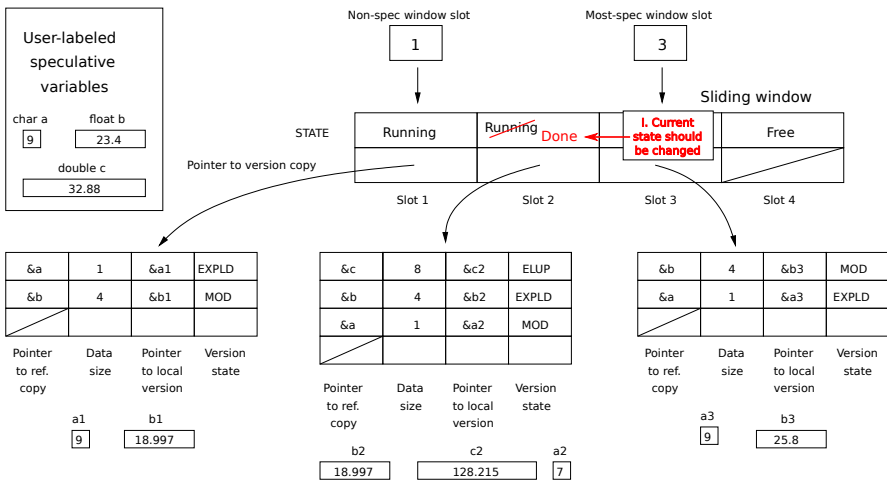 User-labeled
speculative
variables
char a
float b
9
23.4
double c
32.88
Non-spec window slot
Most-spec window slot
1
3
Sliding window
STATE
Running
Running
Done
I. Current
state should
be changed
Free
Pointer to version copy
Slot 1
Slot 2
Slot 3
Slot 4
&a 1 &a1 EXPLD
&b 4 &b1 MOD
Pointer to ref. copy
Data size
Pointer to local version
Version state
a1
b1
9
18.997
&c 8 &c2 ELUP
&b 4 &b2 EXPLD
&a 1 &a2 MOD
Pointer to ref. copy
Data size
Pointer to local version
Version state
b2
c2
a2
18.997
128.215
7
&b 4 &b3 MOD
&a 1 &a3 EXPLD
Pointer to ref. copy
Data size
Pointer to local version
Version state
a3
b3
9
25.8